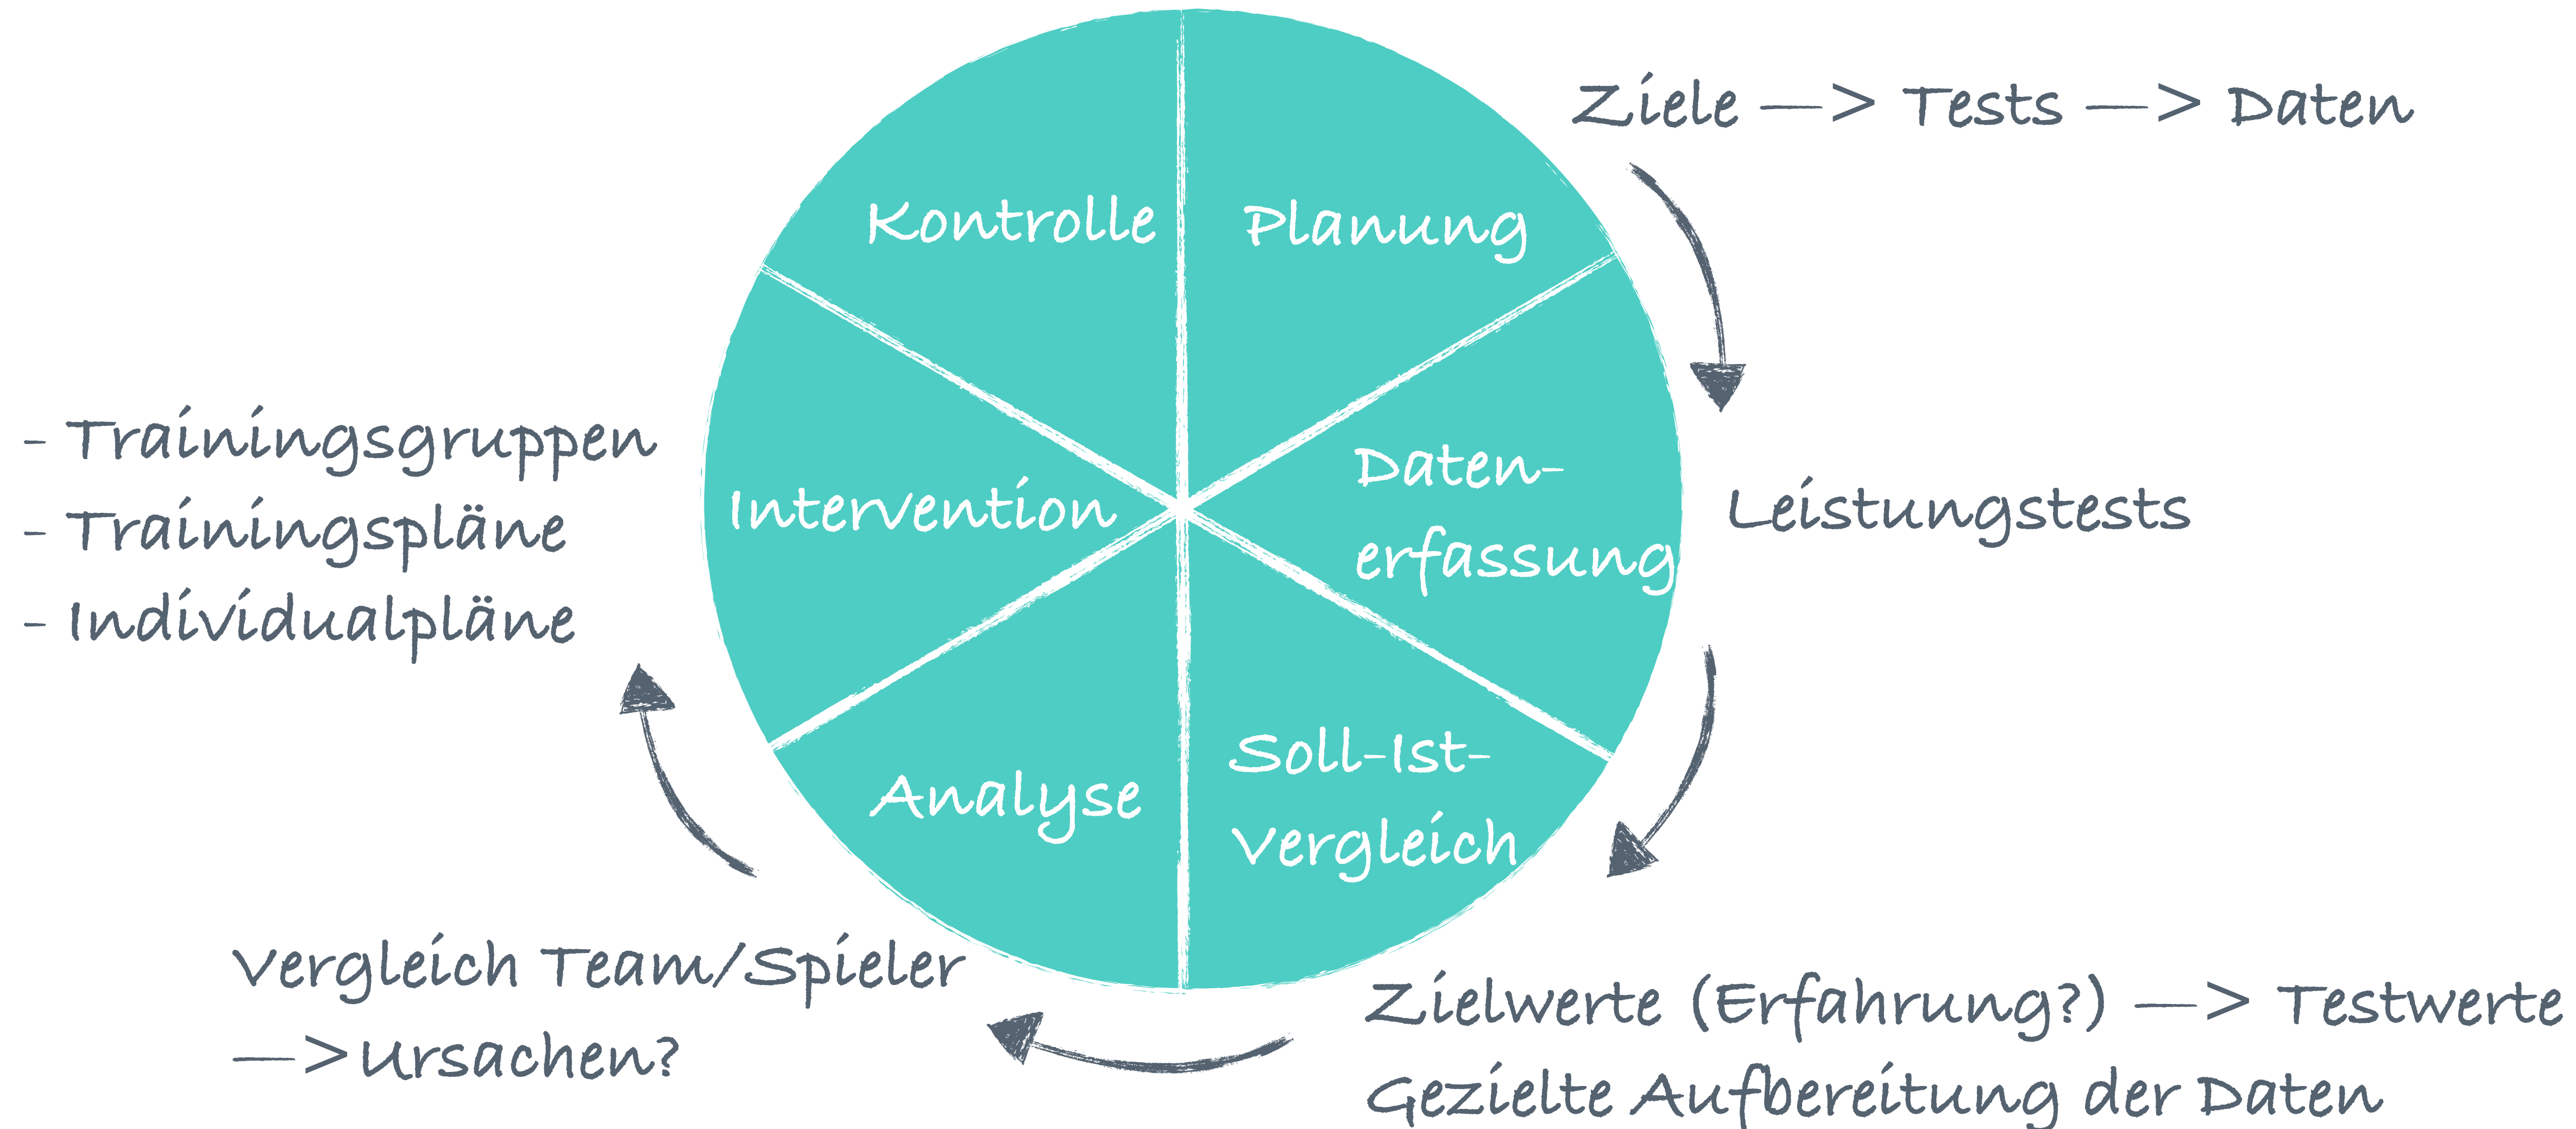 Ziele —> Tests —> Daten
Kontrolle
Planung
Daten-
erfassung
Leistungstests
- Trainingsgruppen
- Trainingspläne
- Individualpläne
Intervention
Analyse
Soll-Ist-
Vergleich
Vergleich Team/Spieler
—>Ursachen?
Zielwerte (Erfahrung?) —> Testwerte
Gezielte Aufbereitung der Daten